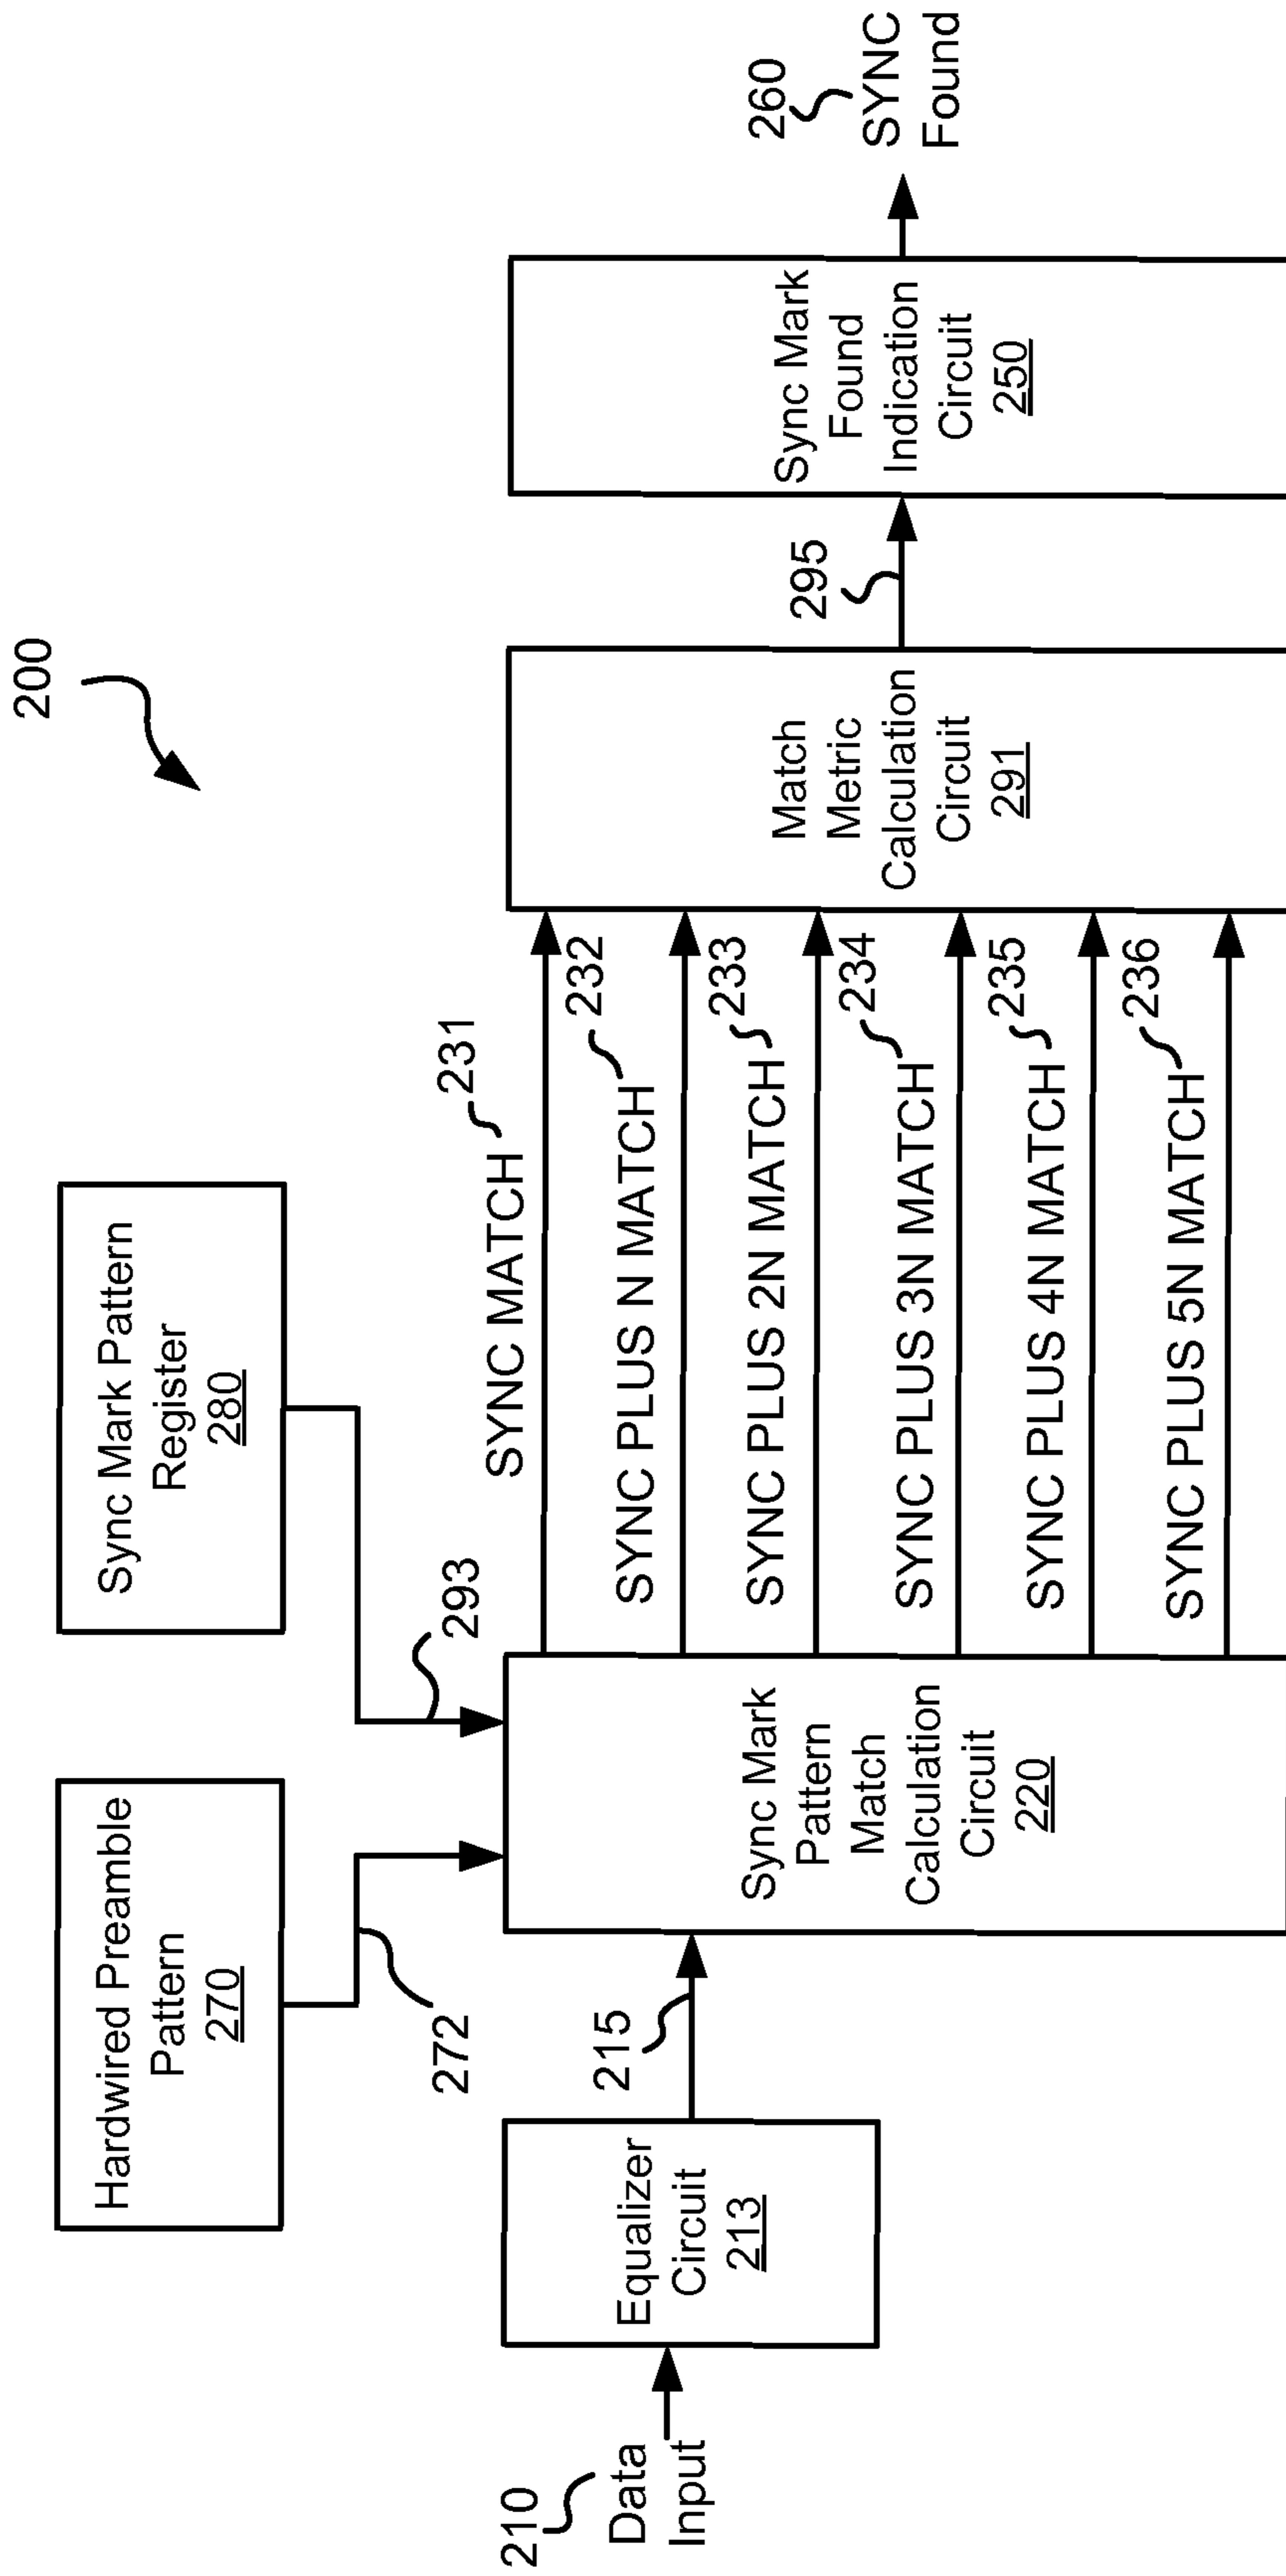 200
Hardwired Preamble
Pattern
270
Sync Mark Pattern
Register
280
272
293
210
Data
Input
Equalizer
Circuit
213
215
Sync Mark
Pattern
Match
Calculation
Circuit
220
SYNC MATCH 231
SYNC PLUS N MATCH 232
SYNC PLUS 2N MATCH 233
SYNC PLUS 3N MATCH 234
SYNC PLUS 4N MATCH 235
SYNC PLUS 5N MATCH 236
Match
Metric
Calculation
Circuit
291
295
Sync Mark
Found
Indication
Circuit
250
260
SYNC
Found